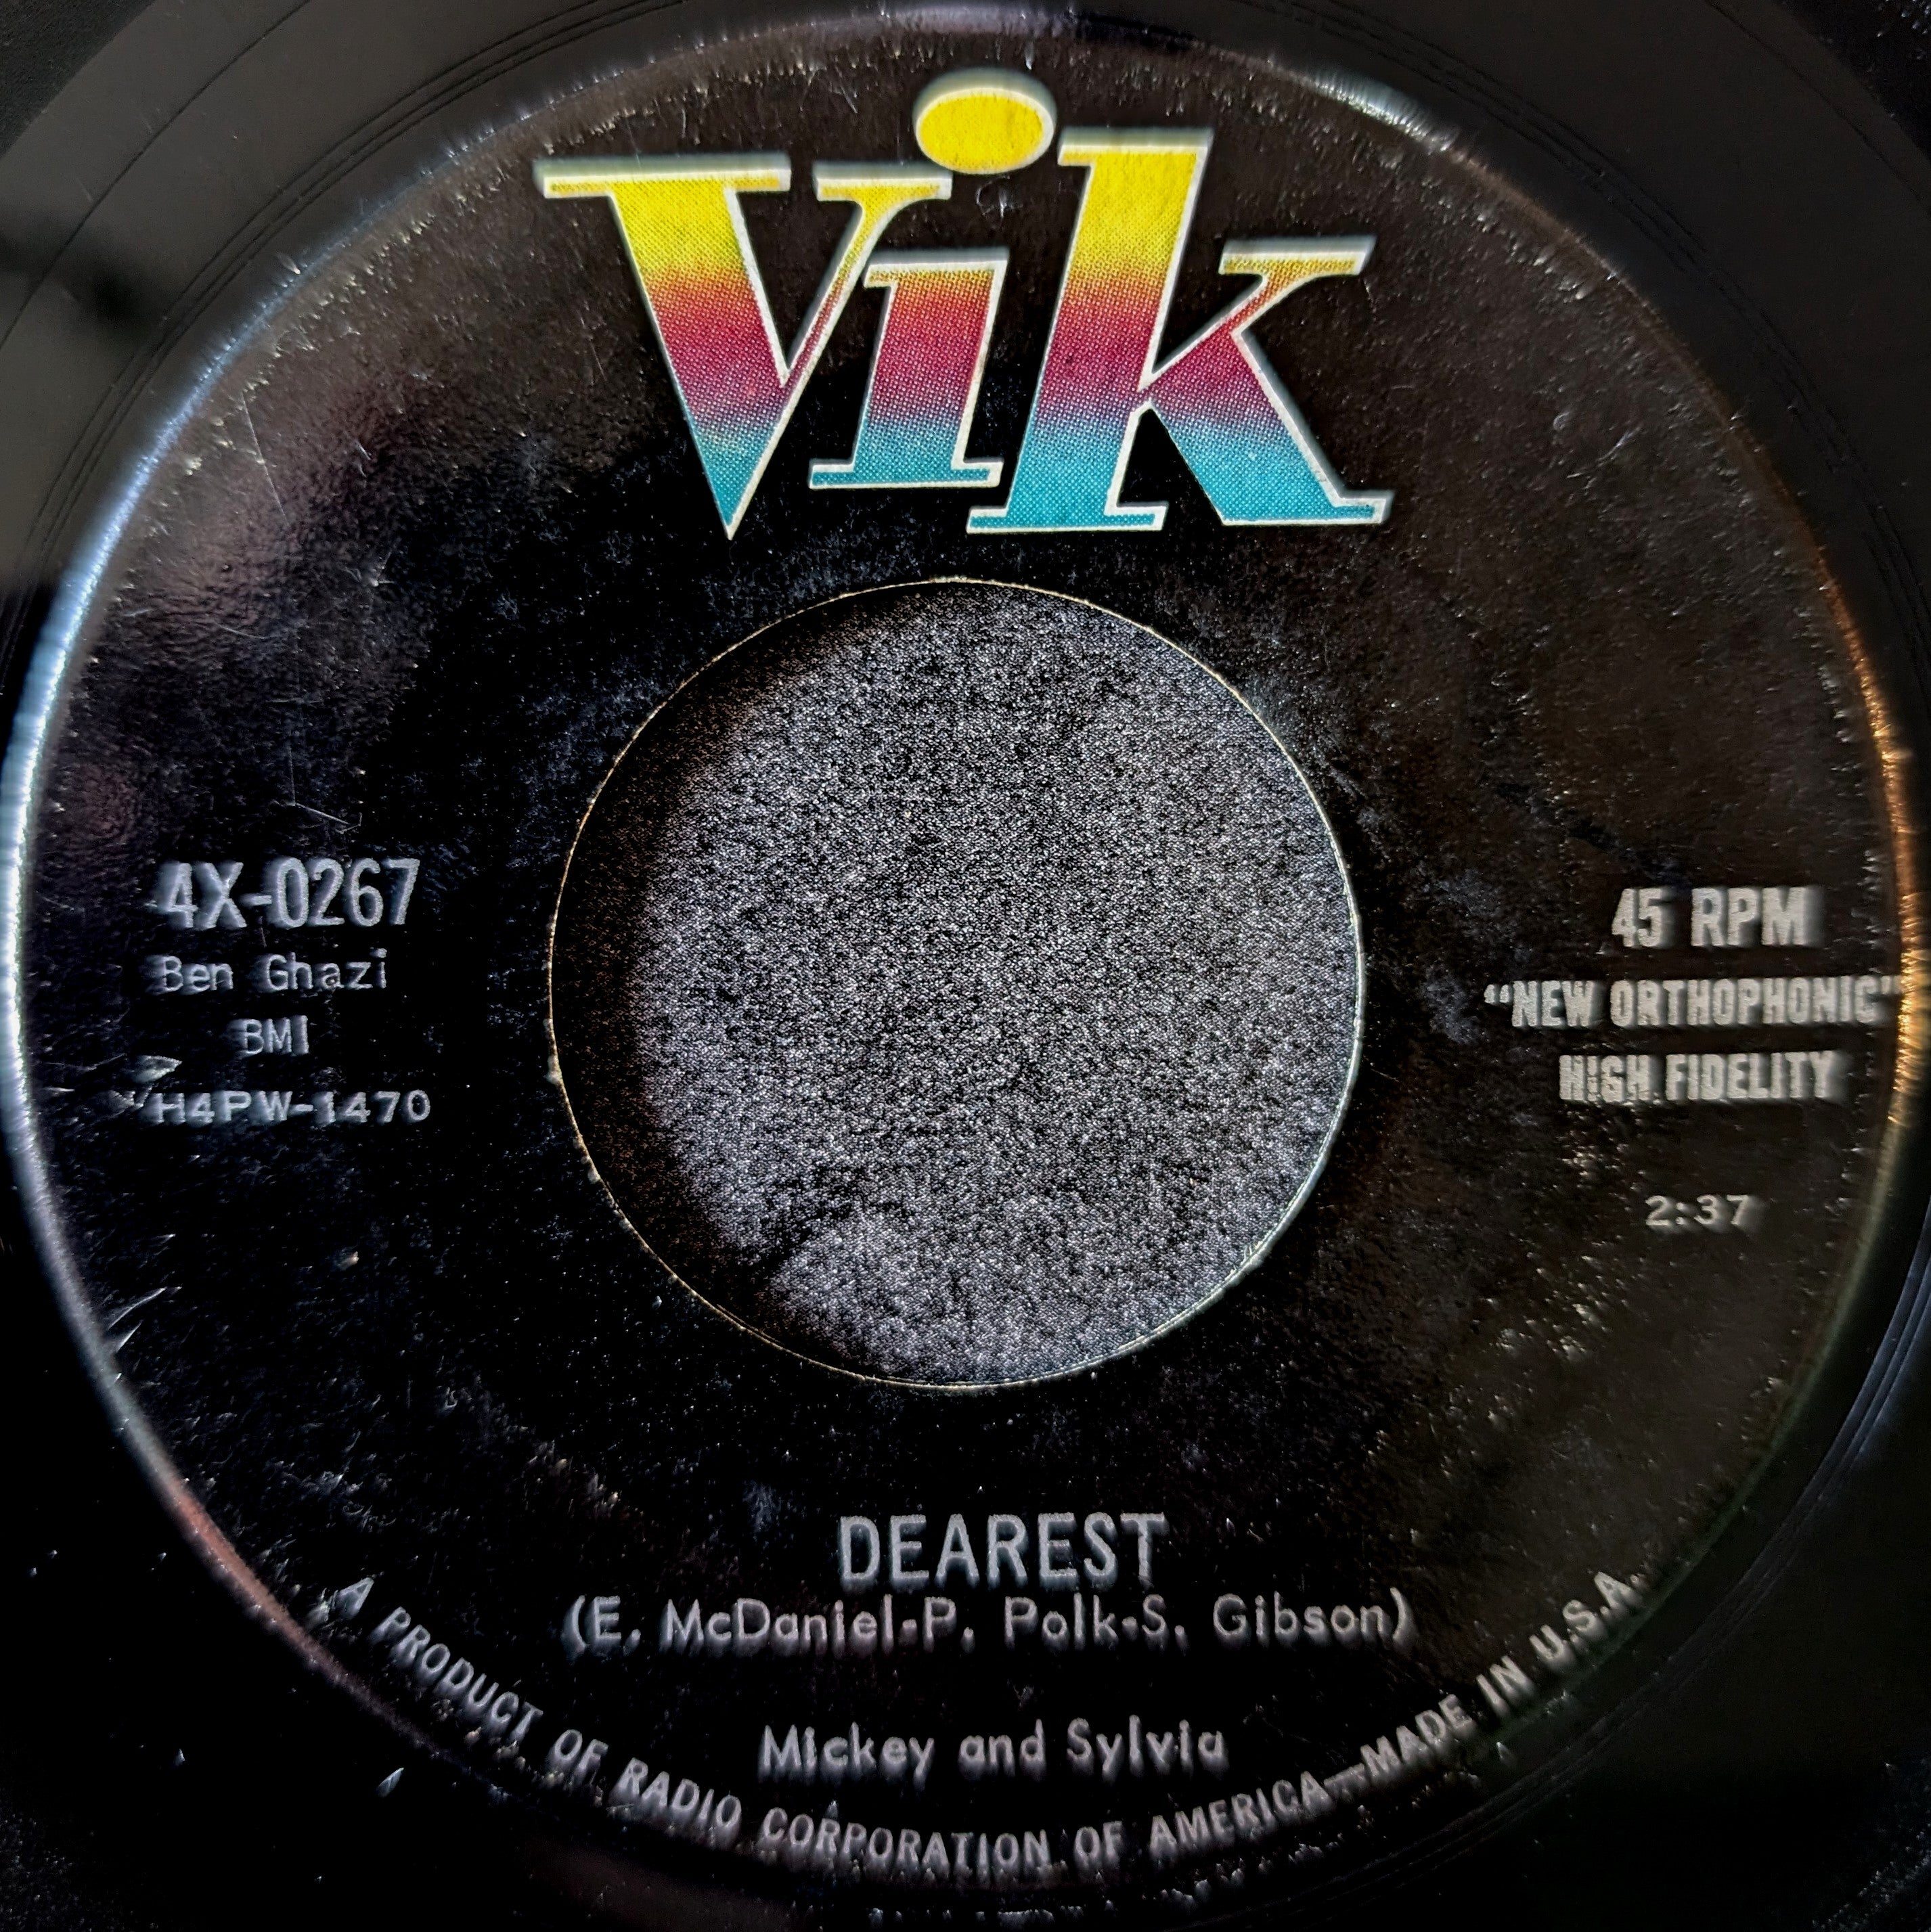 Vik
4X-0267
Ben Ghazi
BMI
H4PW-1470
45 RPM
"NEW ORTHOPHONIC"
HIGH FIDELITY
2:37
DEAREST
(E. McDaniel-P. Polk-S. Gibson)
Mickey and Sylvia
A PRODUCT OF RADIO CORPORATION OF AMERICA—MADE IN U.S.A.